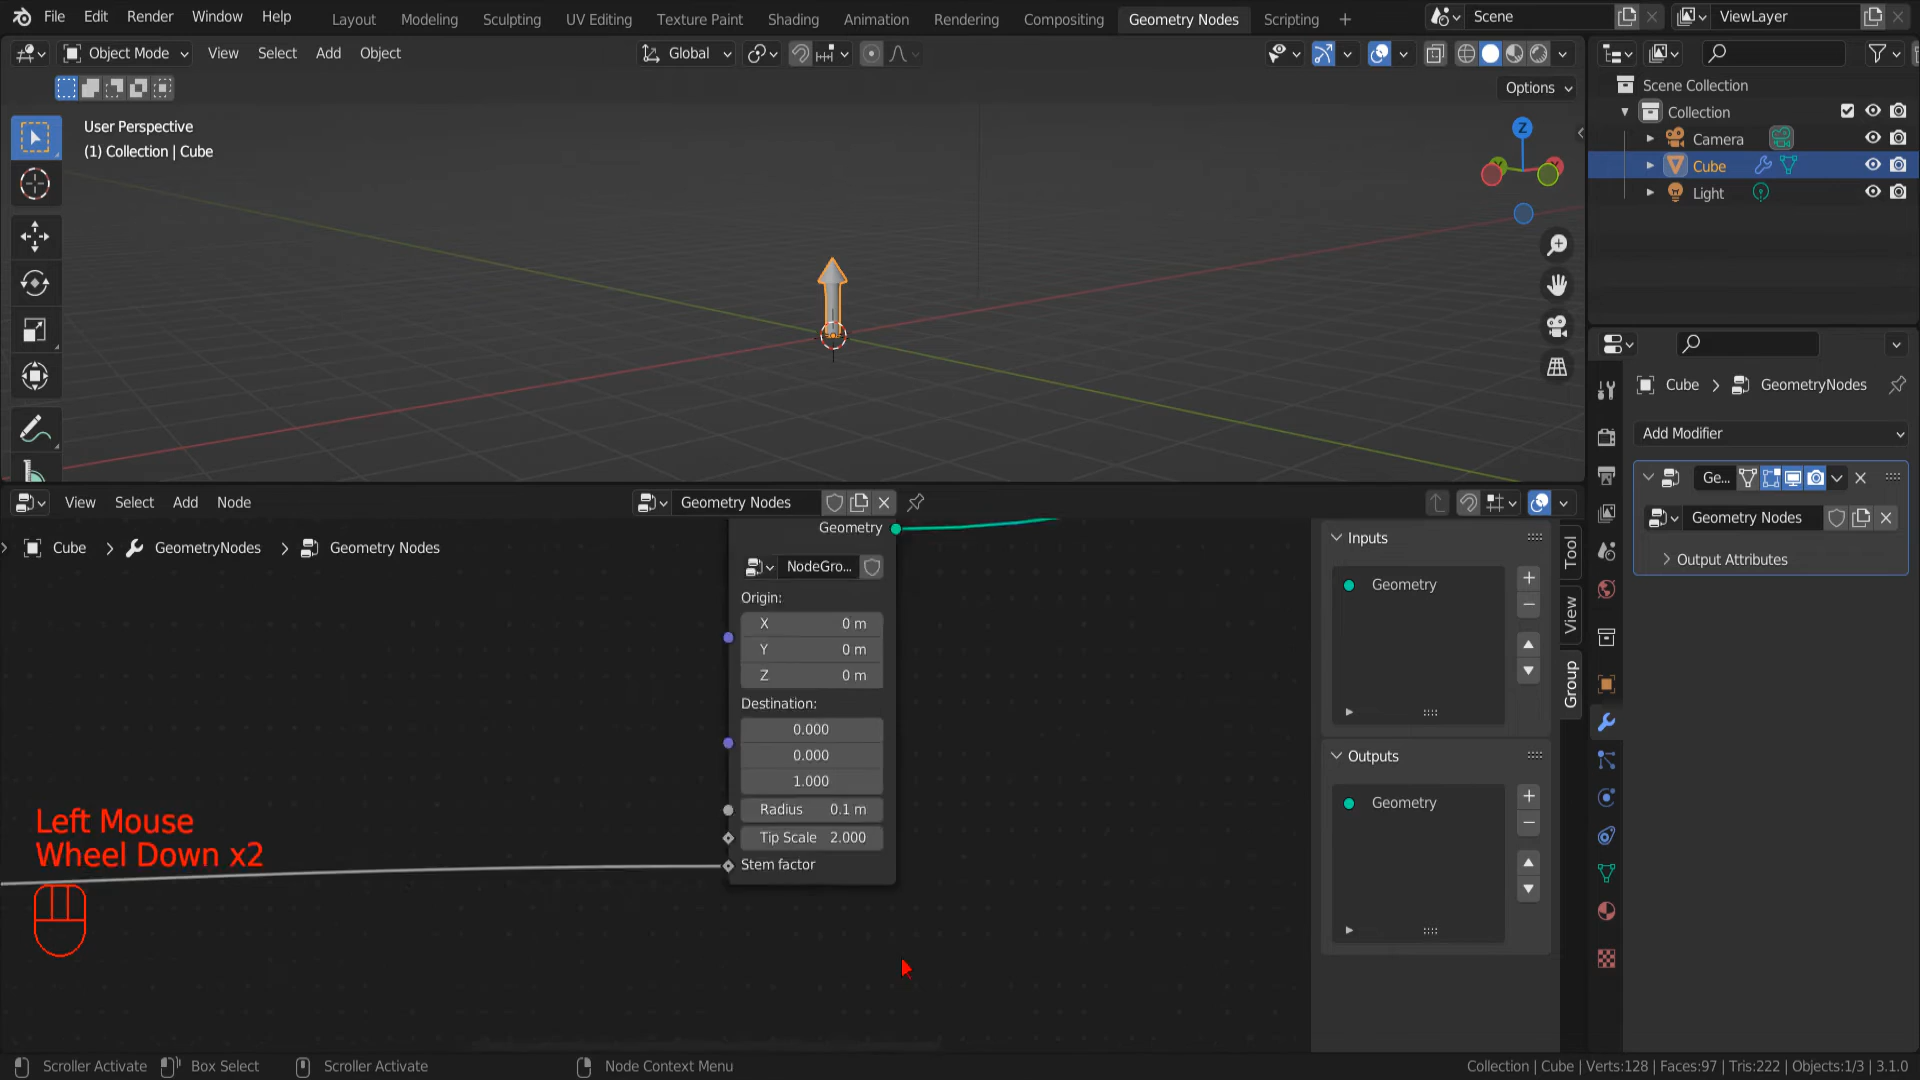 File Edit Render Window Help Layout Modeling Sculpting UV Editing Texture Paint Shading Animation Rendering Compositing Geometry Nodes Scripting + Scene ViewLayer
Object Mode View Select Add Object Global
Options
User Perspective
(1) Collection | Cube
Z
Scene Collection
Collection
Camera
Cube
Light
Cube > GeometryNodes
Add Modifier
Ge...
Geometry Nodes
Output Attributes
View Select Add Node Geometry Nodes
Cube > GeometryNodes > Geometry Nodes
Geometry
NodeGro...
Origin:
X 0 m
Y 0 m
Z 0 m
Destination:
0.000
0.000
1.000
Radius 0.1 m
Tip Scale 2.000
Stem factor
Inputs
Geometry
Outputs
Geometry
Tool
View
Group
Left Mouse
Wheel Down x2
Scroller Activate Box Select Scroller Activate Node Context Menu Collection | Cube | Verts:128 | Faces:97 | Tris:222 | Objects:1/3 | 3.1.0